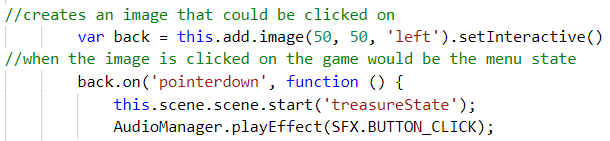 //creates an image that could be clicked on
var back = this.add.image(50, 50, 'left').setInteractive()
//when the image is clicked on the game would be the menu state
back.on('pointerdown', function () {
this.scene.scene.start('treasureState');
AudioManager.playEffect(SFX.BUTTON_CLICK);